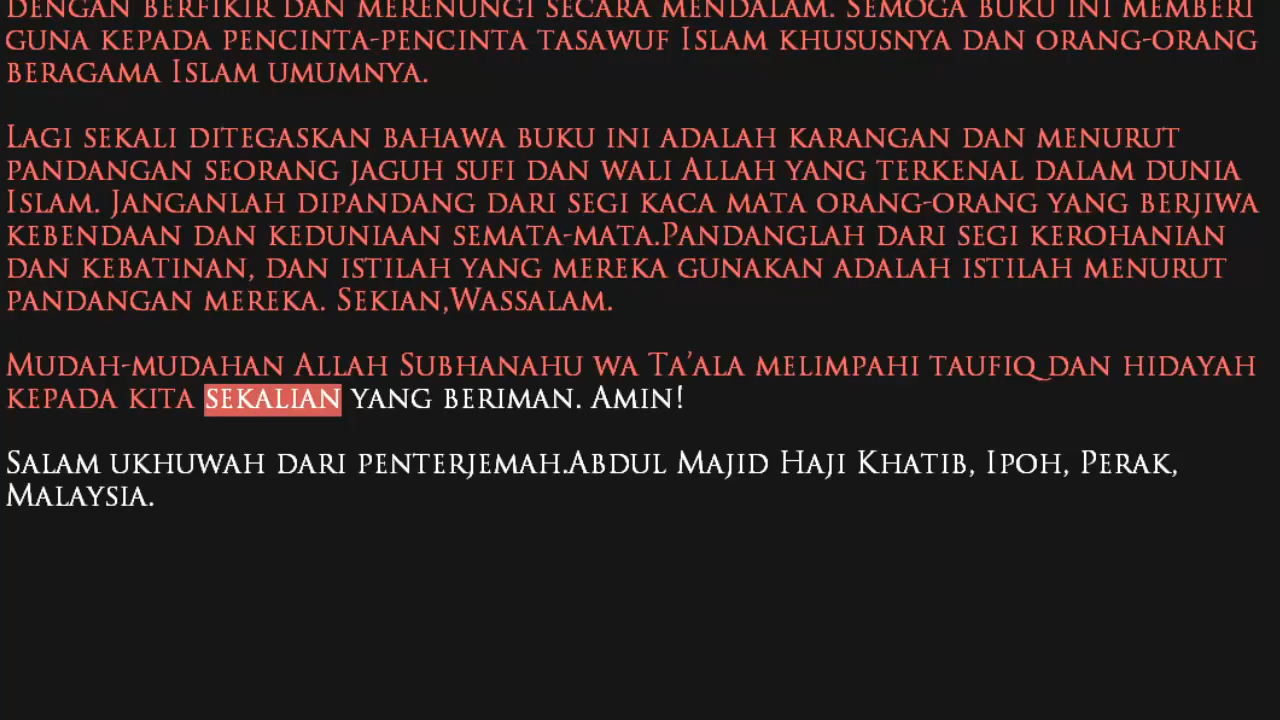 DENGAN BERFIKIR DAN MERENUNGI SECARA MENDALAM. SEMOGA BUKU INI MEMBERI
GUNA KEPADA PENCINTA-PENCINTA TASAWUF ISLAM KHUSUSNYA DAN ORANG-ORANG
BERAGAMA ISLAM UMUMNYA.
LAGI SEKALI DITEGASKAN BAHAWA BUKU INI ADALAH KARANGAN DAN MENURUT
PANDANGAN SEORANG JAGUH SUFI DAN WALI ALLAH YANG TERKENAL DALAM DUNIA
ISLAM. JANGANLAH DIPANDANG DARI SEGI KACA MATA ORANG-ORANG YANG BERJIWA
KEBENDAAN DAN KEDUNIAAN SEMATA-MATA.PANDANGLAH DARI SEGI KEROHANIAN
DAN KEBATINAN, DAN ISTILAH YANG MEREKA GUNAKAN ADALAH ISTILAH MENURUT
PANDANGAN MEREKA. SEKIAN,WASSALAM.
MUDAH-MUDAHAN ALLAH SUBHANAHU WA TA’ALA MELIMPAHI TAUFIQ DAN HIDAYAH
KEPADA KITA SEKALIAN YANG BERIMAN. AMIN!
SALAM UKHUWAH DARI PENTERJEMAH.ABDUL MAJID HAJI KHATIB, IPOH, PERAK,
MALAYSIA.